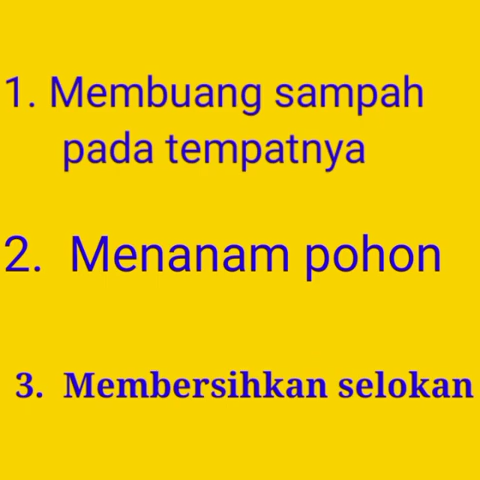 1. Membuang sampah
pada tempatnya
2. Menanam pohon
3. Membersihkan selokan